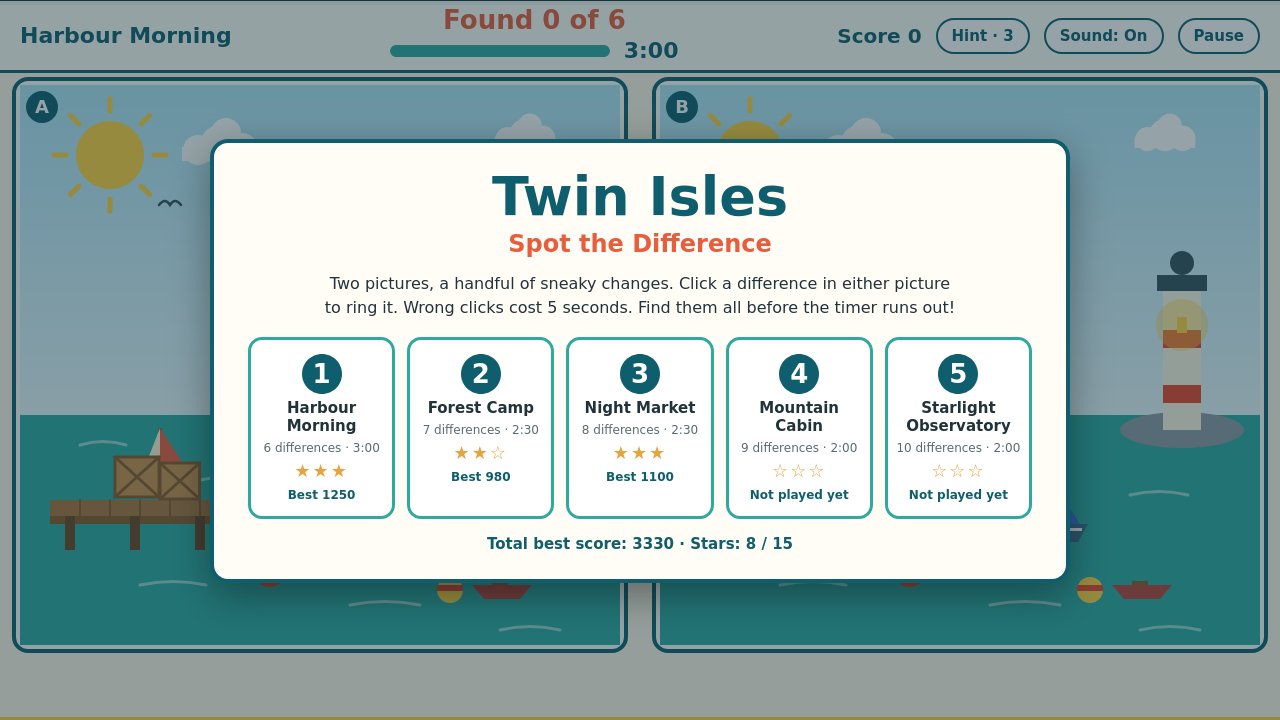 Harbour Morning
Found 0 of 6
3:00
Score 0
Hint · 3
Sound: On
Pause
A
B
Twin Isles
Spot the Difference
Two pictures, a handful of sneaky changes. Click a difference in either picture
to ring it. Wrong clicks cost 5 seconds. Find them all before the timer runs out!
1
Harbour
Morning
6 differences · 3:00
★★★
Best 1250
2
Forest Camp
7 differences · 2:30
★★☆
Best 980
3
Night Market
8 differences · 2:30
★★★
Best 1100
4
Mountain
Cabin
9 differences · 2:00
☆☆☆
Not played yet
5
Starlight
Observatory
10 differences · 2:00
☆☆☆
Not played yet
Total best score: 3330 · Stars: 8 / 15